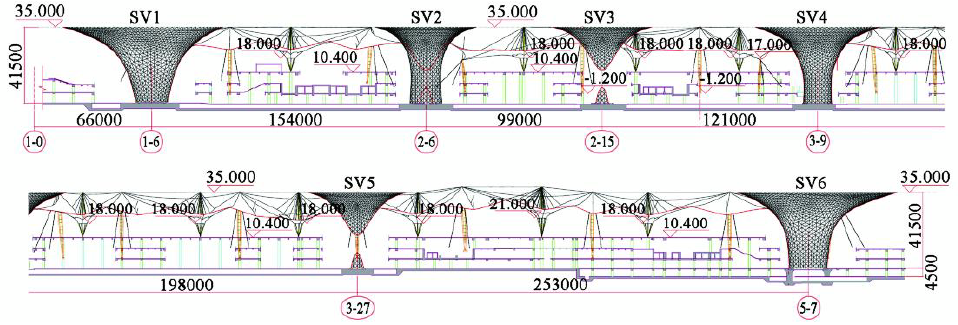 35.000 SV1 SV2 35.000 SV3 SV4
18.000 18.000 18.000 18.000 17.000 18.000
10.400 10.400
-1.200 -1.200
41500
66000 154000 99000 121000
1-0 1-6 2-6 2-15 3-9
35.000 SV5 SV6 35.000
18.000 18.000 18.000 18.000 21.000 18.000
10.400 10.400
41500
4500
198000 253000
3-27 5-7